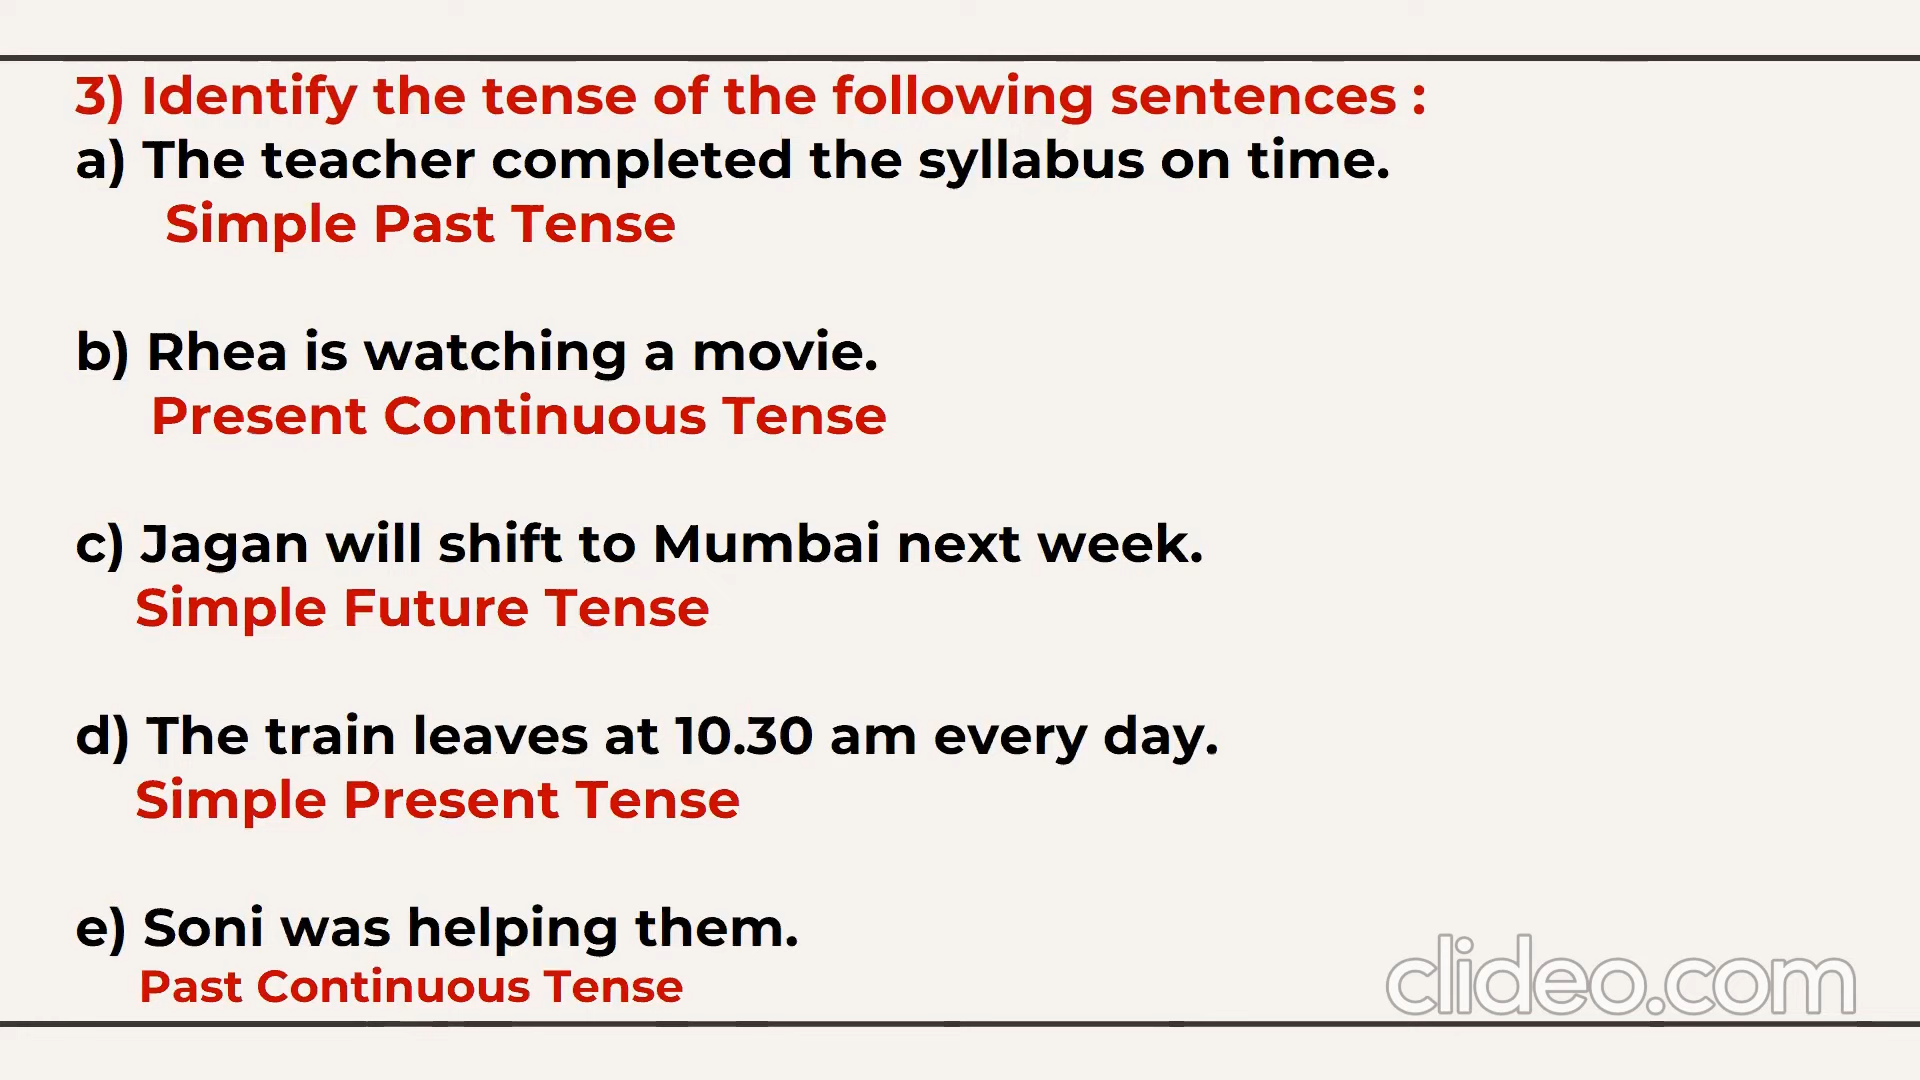 3) Identify the tense of the following sentences :
a) The teacher completed the syllabus on time.
Simple Past Tense
b) Rhea is watching a movie.
Present Continuous Tense
c) Jagan will shift to Mumbai next week.
Simple Future Tense
d) The train leaves at 10.30 am every day.
Simple Present Tense
e) Soni was helping them.
Past Continuous Tense
clideo.com